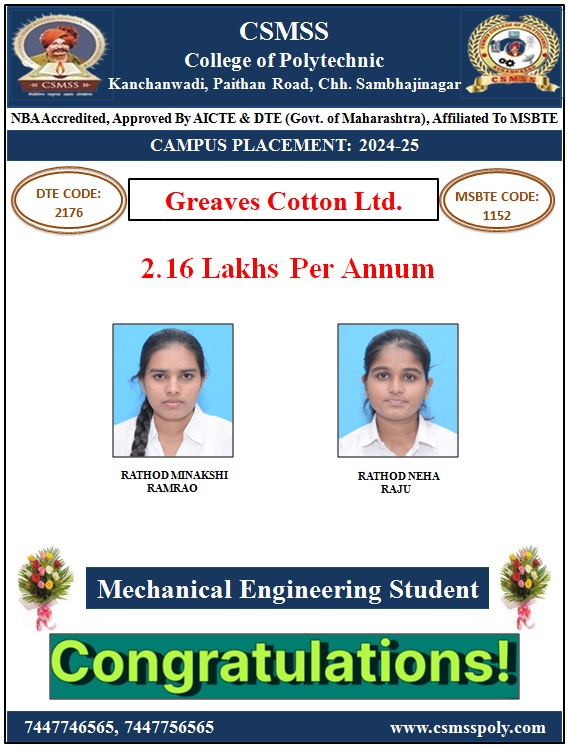 CSMSS
College of Polytechnic
Kanchanwadi, Paithan Road, Chh. Sambhajinagar
CSMSS
CSMSS
NBA Accredited, Approved By AICTE & DTE (Govt. of Maharashtra), Affiliated To MSBTE
CAMPUS PLACEMENT: 2024-25
DTE CODE:
2176
Greaves Cotton Ltd.
MSBTE CODE:
1152
2.16 Lakhs Per Annum
RATHOD MINAKSHI
RAMRAO
RATHOD NEHA
RAJU
Mechanical Engineering Student
Congratulations!
7447746565, 7447756565
www.csmsspoly.com